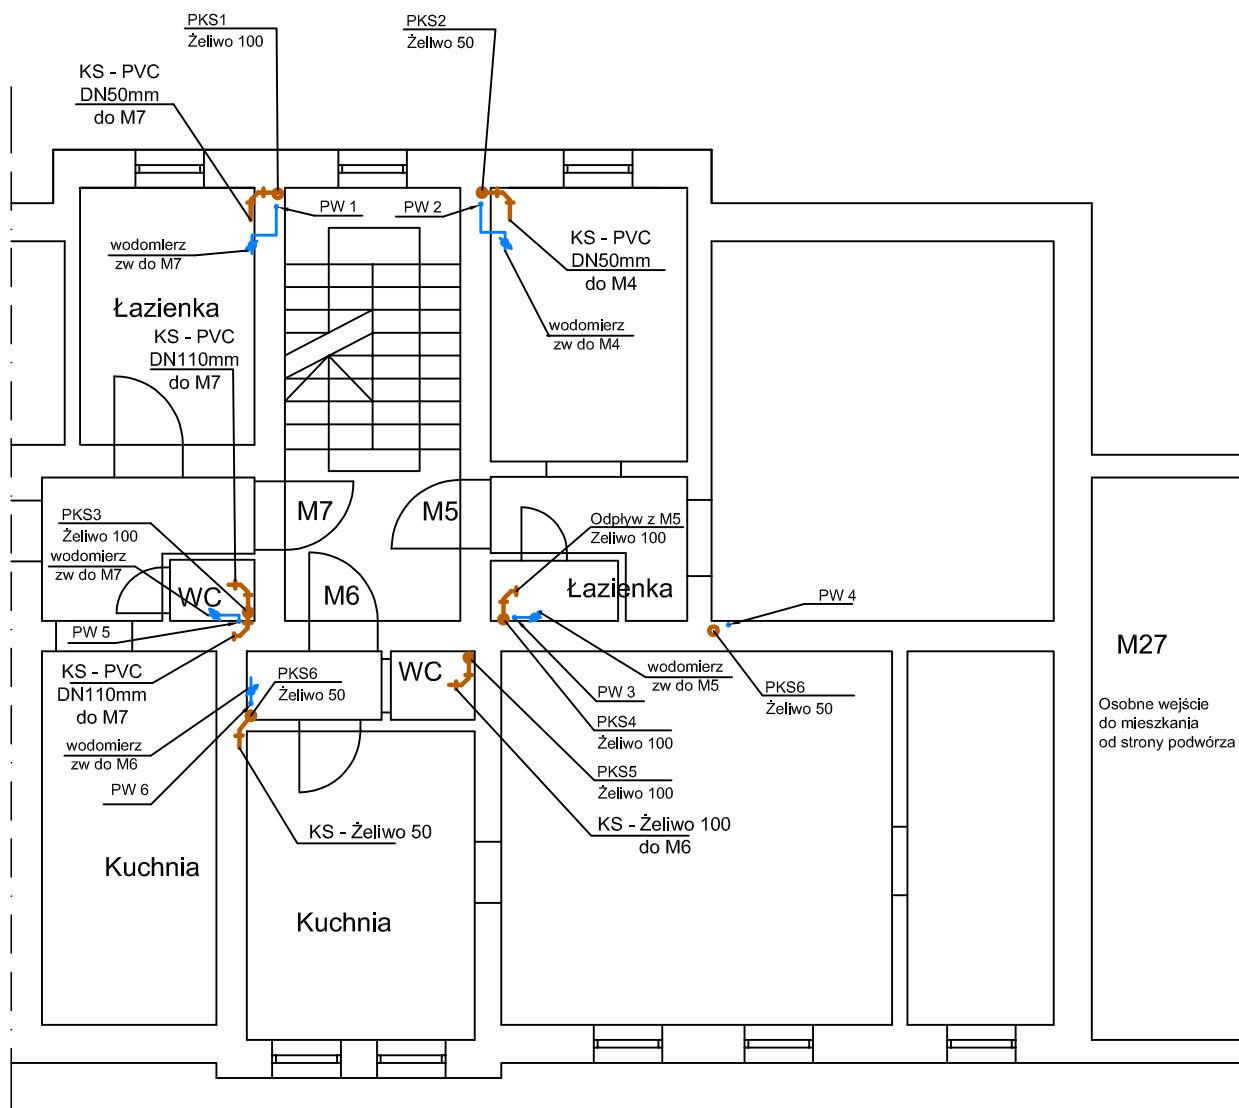 PKS1
Żeliwo 100
PKS2
Żeliwo 50
KS - PVC
DN50mm
do M7
PW 1
PW 2
wodomierz
zw do M7
KS - PVC
DN50mm
do M4
Łazienka
wodomierz
zw do M4
KS - PVC
DN110mm
do M7
M7
M5
PKS3
Żeliwo 100
Odpływ z M5
Żeliwo 100
wodomierz
zw do M7
WC
M6
Łazienka
PW 4
PW 5
M27
KS - PVC
DN110mm
do M7
PKS6
Żeliwo 50
WC
wodomierz
zw do M5
PW 3
PKS6
Żeliwo 50
Osobne wejście
do mieszkania
od strony podwórza
PKS4
Żeliwo 100
wodomierz
zw do M6
PW 6
PKS5
Żeliwo 100
KS - Żeliwo 50
KS - Żeliwo 100
do M6
Kuchnia
Kuchnia